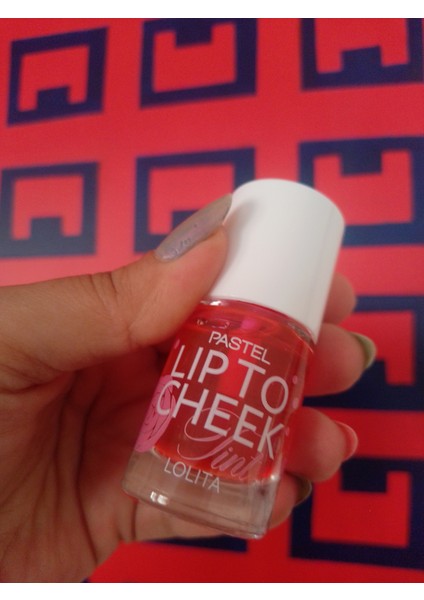 PASTEL
LIP TO
CHEEK
Tint
LOLITA